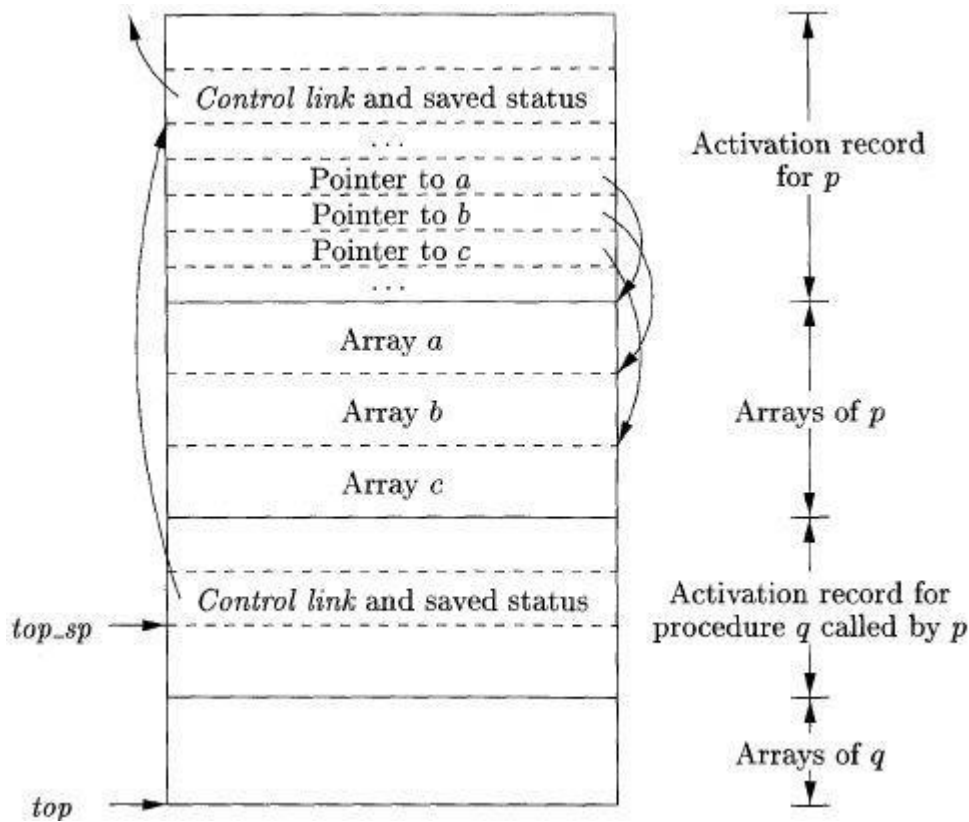 Control link and saved status
. . .
Pointer to a
Pointer to b
Pointer to c
. . .
Array a
Array b
Array c
Control link and saved status
top_sp
top
Activation record
for p
Arrays of p
Activation record for
procedure q called by p
Arrays of q